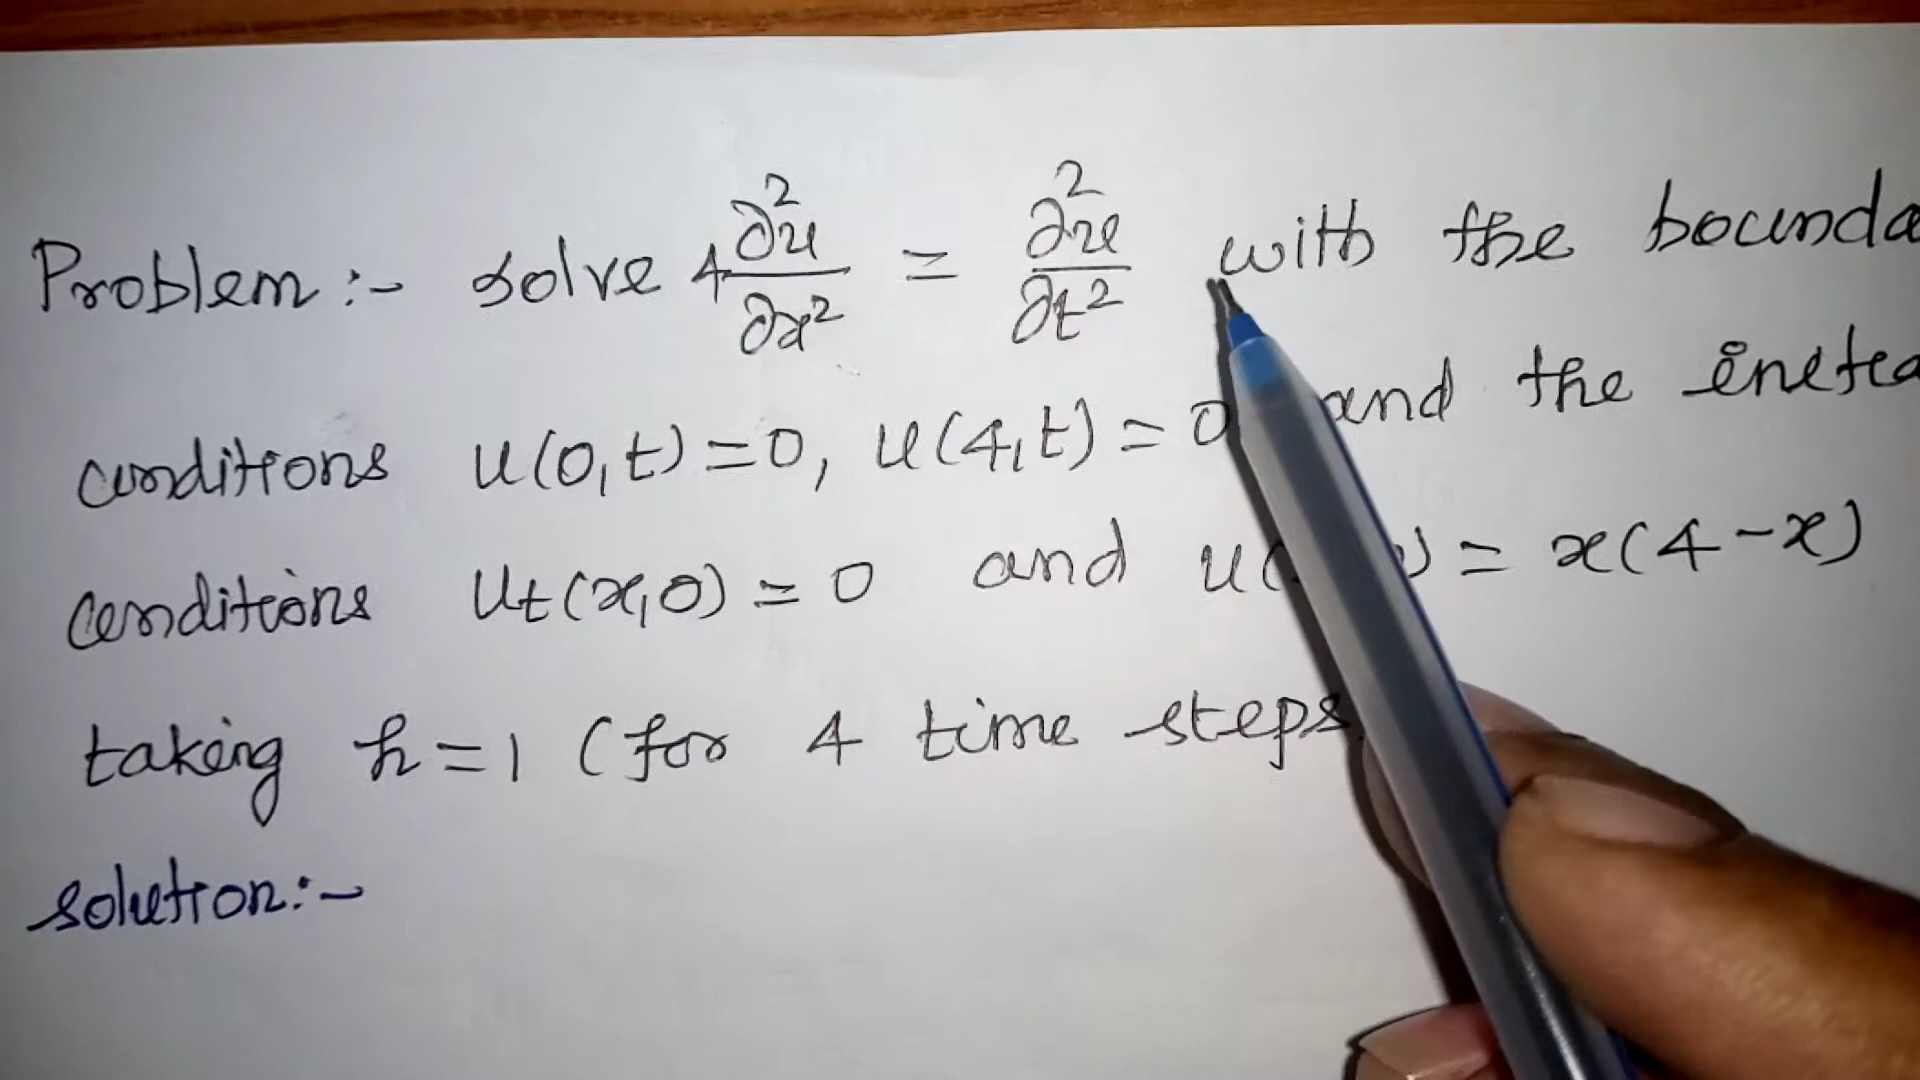 Problem :- solve 4 ∂²u/∂x² = ∂²u/∂t² with the
conditions u(0,t)=0, u(4,t)=0 and the
conditions ut(x,0)=0 and = x(4-x)
taking h=1 (for 4 time steps
solution:-